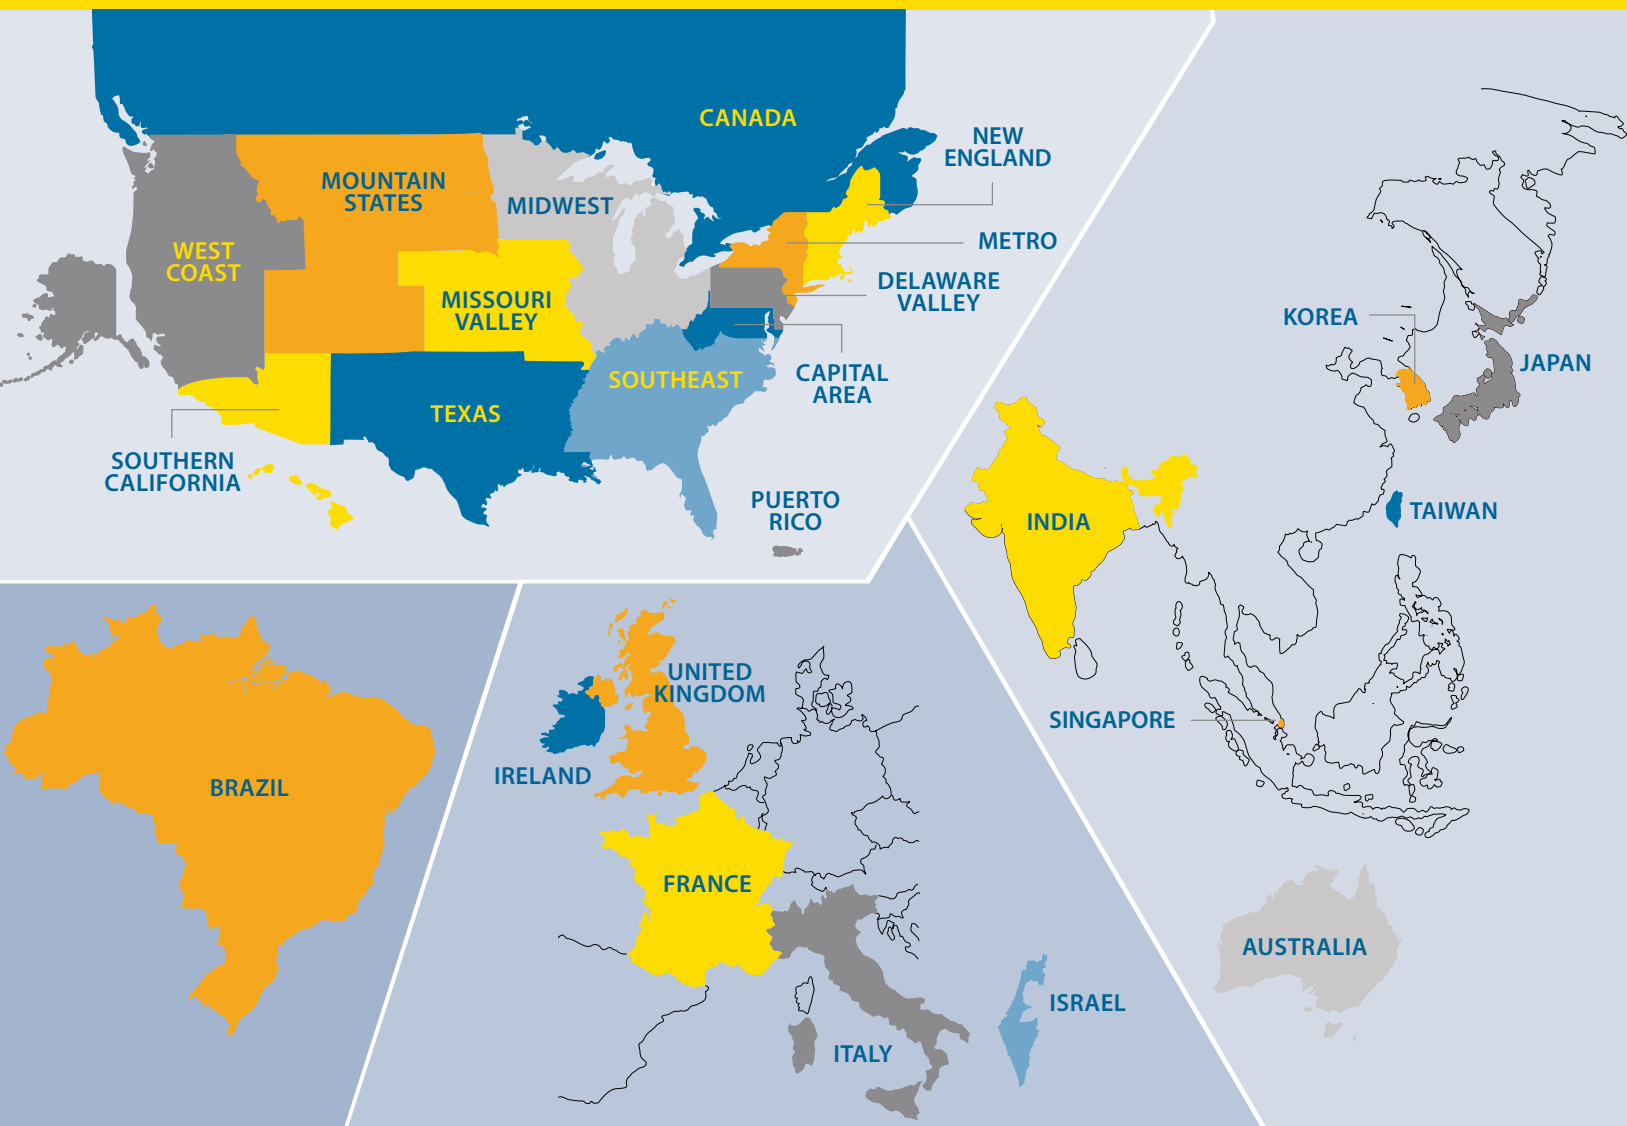 CANADA
NEW
ENGLAND
MOUNTAIN
STATES
MIDWEST
METRO
WEST
COAST
DELAWARE
VALLEY
MISSOURI
VALLEY
CAPITAL
AREA
SOUTHEAST
TEXAS
SOUTHERN
CALIFORNIA
PUERTO
RICO
KOREA
JAPAN
TAIWAN
INDIA
SINGAPORE
AUSTRALIA
BRAZIL
UNITED
KINGDOM
IRELAND
FRANCE
ITALY
ISRAEL